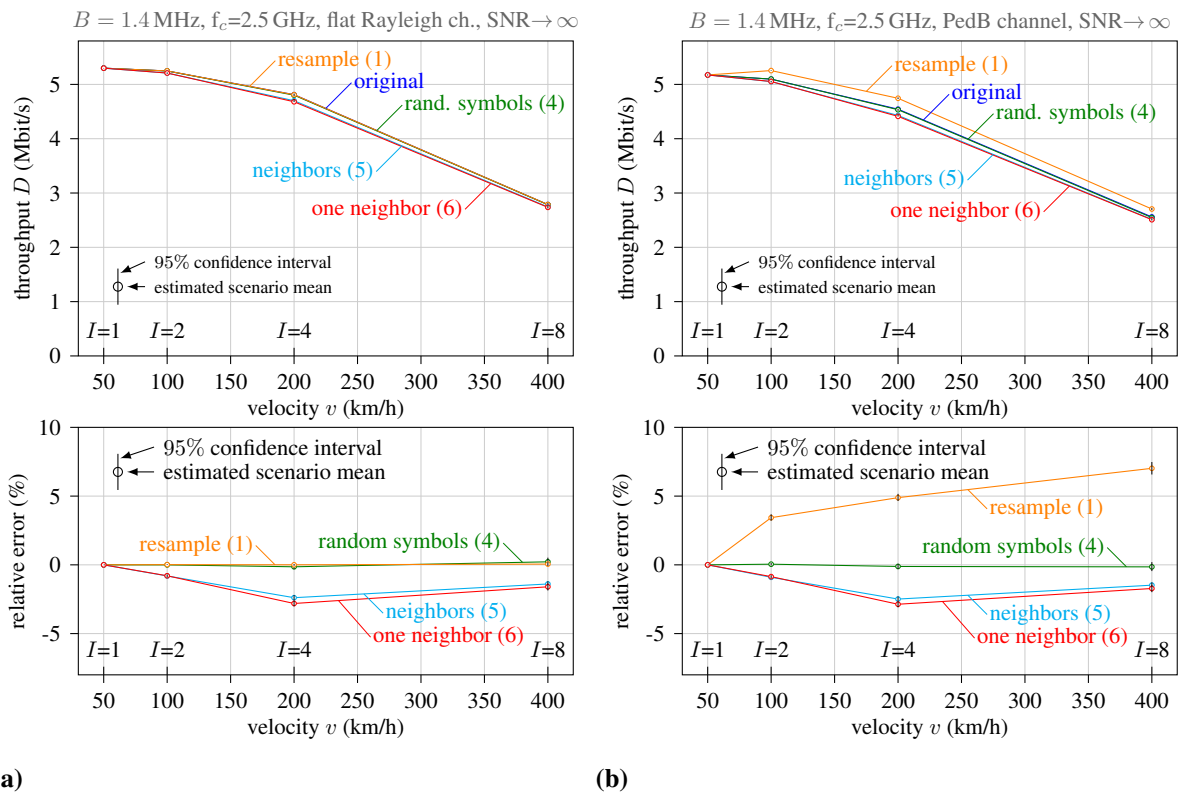 B = 1.4 MHz, f_c=2.5 GHz, flat Rayleigh ch., SNR→∞
throughput D (Mbit/s)
5
4
3
2
1
0
resample (1)
original
rand. symbols (4)
neighbors (5)
one neighbor (6)
95% confidence interval
estimated scenario mean
I=1 I=2 I=4 I=8
50 100 150 200 250 300 350 400
velocity v (km/h)
relative error (%)
10
5
0
-5
95% confidence interval
estimated scenario mean
resample (1)
random symbols (4)
neighbors (5)
one neighbor (6)
I=1 I=2 I=4 I=8
50 100 150 200 250 300 350 400
velocity v (km/h)
a)
B = 1.4 MHz, f_c=2.5 GHz, PedB channel, SNR→∞
throughput D (Mbit/s)
5
4
3
2
1
0
resample (1)
original
rand. symbols (4)
neighbors (5)
one neighbor (6)
95% confidence interval
estimated scenario mean
I=1 I=2 I=4 I=8
50 100 150 200 250 300 350 400
velocity v (km/h)
relative error (%)
10
5
0
-5
95% confidence interval
estimated scenario mean
resample (1)
random symbols (4)
neighbors (5)
one neighbor (6)
I=1 I=2 I=4 I=8
50 100 150 200 250 300 350 400
velocity v (km/h)
(b)